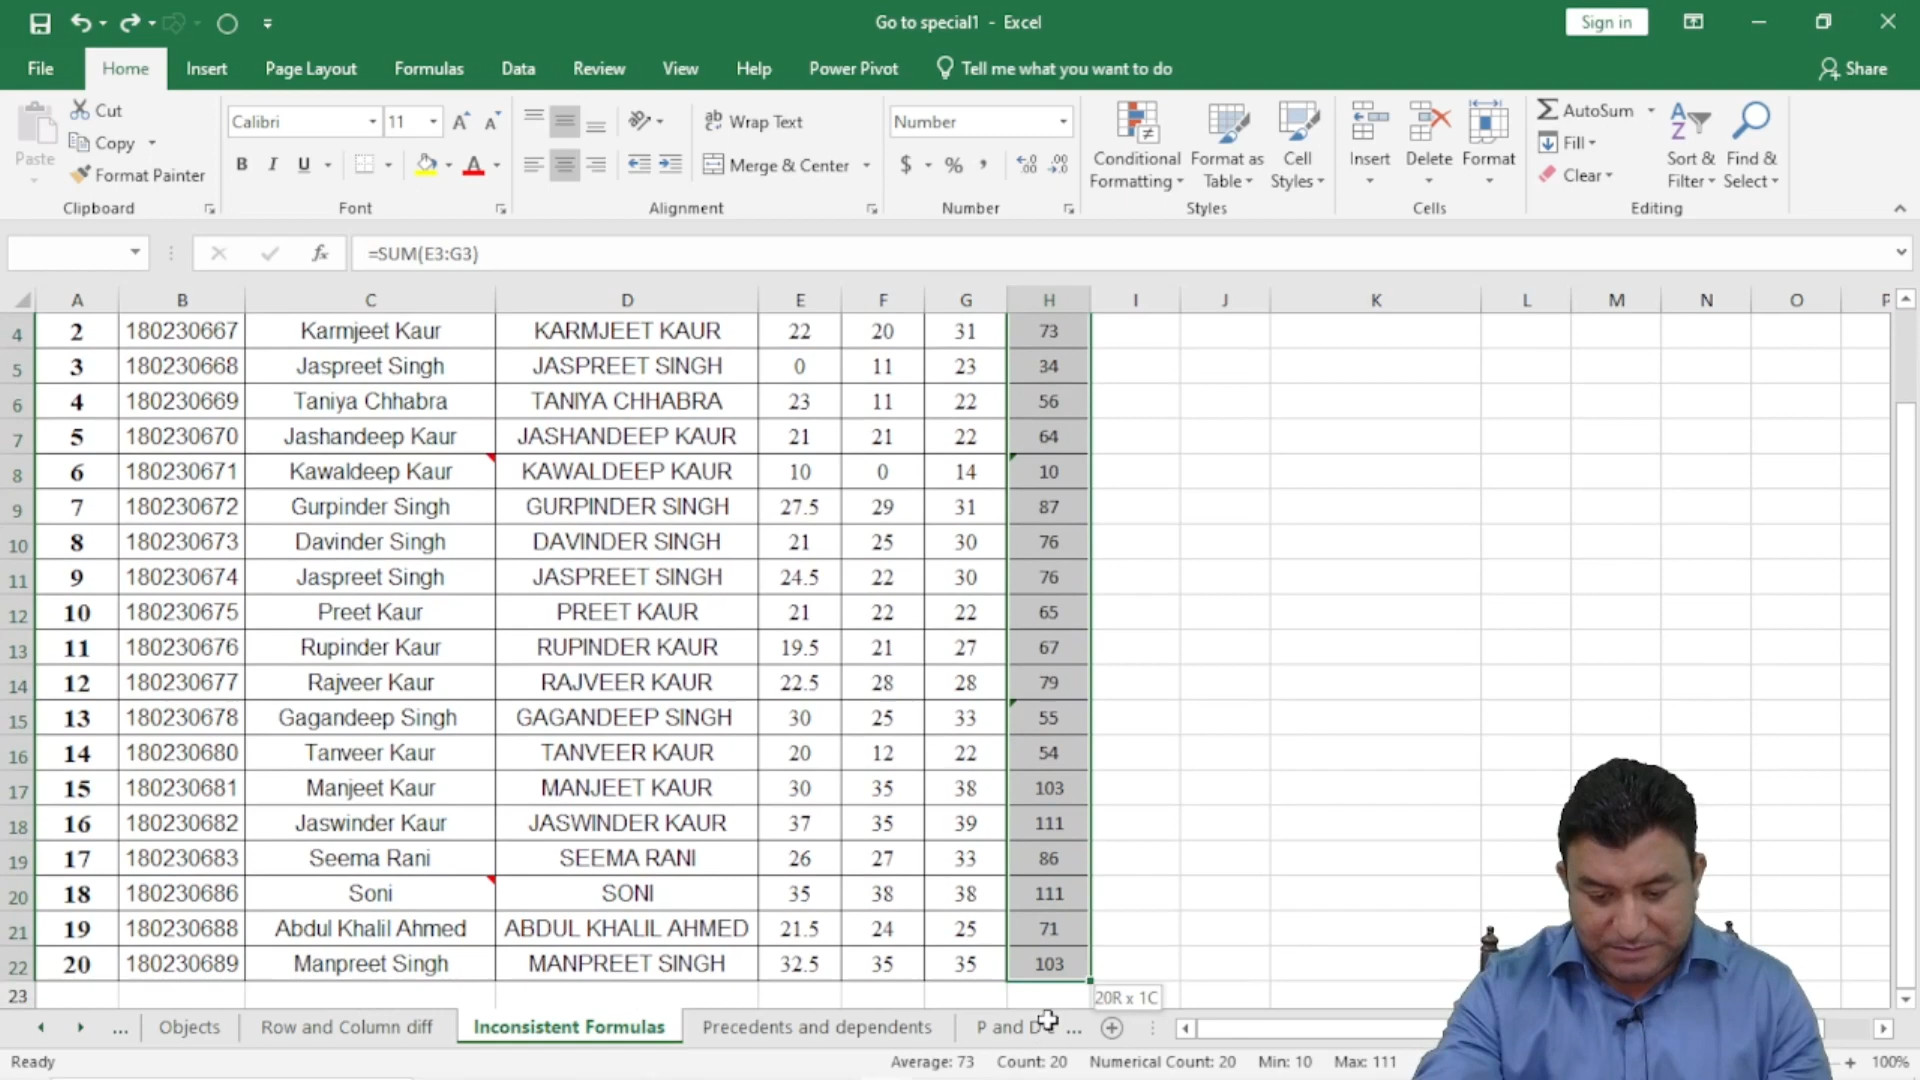 Go to special1 - Excel
Sign in
File Home Insert Page Layout Formulas Data Review View Help Power Pivot Tell me what you want to do Share
Paste
Cut
Copy
Format Painter
Clipboard
Calibri 11
B I U
Font
Wrap Text
Merge & Center
Alignment
Number
$ % ,
Number
Conditional Formatting
Format as Table
Cell Styles
Styles
Insert
Delete
Format
Cells
AutoSum
Fill
Clear
Sort & Filter
Find & Select
Editing
fx =SUM(E3:G3)
A B C D E F G H I J K L M N O P
4 2 180230667 Karmjeet Kaur KARMJEET KAUR 22 20 31 73
5 3 180230668 Jaspreet Singh JASPREET SINGH 0 11 23 34
6 4 180230669 Taniya Chhabra TANIYA CHHABRA 23 11 22 56
7 5 180230670 Jashandeep Kaur JASHANDEEP KAUR 21 21 22 64
8 6 180230671 Kawaldeep Kaur KAWALDEEP KAUR 10 0 14 10
9 7 180230672 Gurpinder Singh GURPINDER SINGH 27.5 29 31 87
10 8 180230673 Davinder Singh DAVINDER SINGH 21 25 30 76
11 9 180230674 Jaspreet Singh JASPREET SINGH 24.5 22 30 76
12 10 180230675 Preet Kaur PREET KAUR 21 22 22 65
13 11 180230676 Rupinder Kaur RUPINDER KAUR 19.5 21 27 67
14 12 180230677 Rajveer Kaur RAJVEER KAUR 22.5 28 28 79
15 13 180230678 Gagandeep Singh GAGANDEEP SINGH 30 25 33 55
16 14 180230680 Tanveer Kaur TANVEER KAUR 20 12 22 54
17 15 180230681 Manjeet Kaur MANJEET KAUR 30 35 38 103
18 16 180230682 Jaswinder Kaur JASWINDER KAUR 37 35 39 111
19 17 180230683 Seema Rani SEEMA RANI 26 27 33 86
20 18 180230686 Soni SONI 35 38 38 111
21 19 180230688 Abdul Khalil Ahmed ABDUL KHALIL AHMED 21.5 24 25 71
22 20 180230689 Manpreet Singh MANPREET SINGH 32.5 35 35 103
23
20R x 1C
... Objects Row and Column diff Inconsistent Formulas Precedents and dependents P and D ...
Ready Average: 73 Count: 20 Numerical Count: 20 Min: 10 Max: 111 + 100%